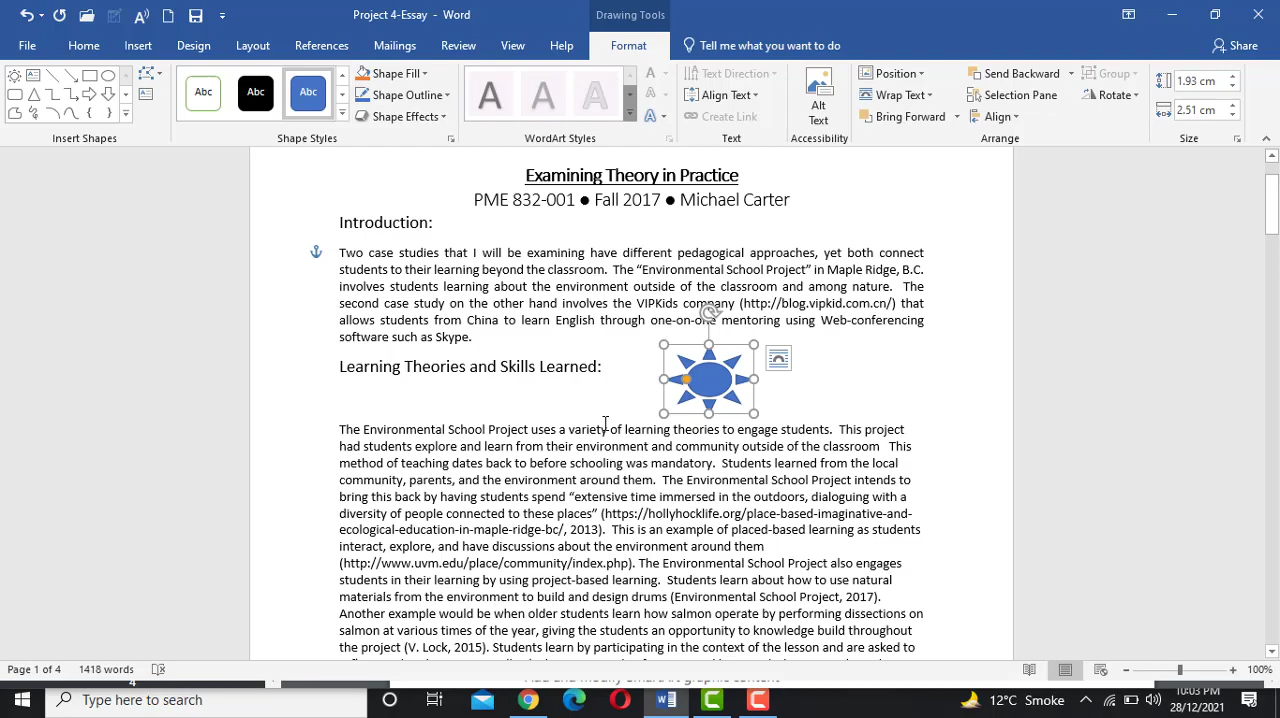 Project 4-Essay - Word
Drawing Tools
File Home Insert Design Layout References Mailings Review View Help Format Tell me what you want to do Share
Abc Abc Abc
Shape Fill
Shape Outline
Shape Effects
A A A
Text Direction
Align Text
Create Link
Alt
Text
Position
Wrap Text
Bring Forward
Send Backward
Selection Pane
Align
Group
Rotate
1.93 cm
2.51 cm
Insert Shapes Shape Styles WordArt Styles Text Accessibility Arrange Size
Examining Theory in Practice
PME 832-001 ● Fall 2017 ● Michael Carter
Introduction:
Two case studies that I will be examining have different pedagogical approaches, yet both connect
students to their learning beyond the classroom. The “Environmental School Project” in Maple Ridge, B.C.
involves students learning about the environment outside of the classroom and among nature. The
second case study on the other hand involves the VIPKids company (http://blog.vipkid.com.cn/) that
allows students from China to learn English through one-on-one mentoring using Web-conferencing
software such as Skype.
Learning Theories and Skills Learned:
The Environmental School Project uses a variety of learning theories to engage students. This project
had students explore and learn from their environment and community outside of the classroom This
method of teaching dates back to before schooling was mandatory. Students learned from the local
community, parents, and the environment around them. The Environmental School Project intends to
bring this back by having students spend “extensive time immersed in the outdoors, dialoguing with a
diversity of people connected to these places” (https://hollyhocklife.org/place-based-imaginative-and-
ecological-education-in-maple-ridge-bc/, 2013). This is an example of placed-based learning as students
interact, explore, and have discussions about the environment around them
(http://www.uvm.edu/place/community/index.php). The Environmental School Project also engages
students in their learning by using project-based learning. Students learn about how to use natural
materials from the environment to build and design drums (Environmental School Project, 2017).
Another example would be when older students learn how salmon operate by performing dissections on
salmon at various times of the year, giving the students an opportunity to knowledge build throughout
the project (V. Lock, 2015). Students learn by participating in the context of the lesson and are asked to
Page 1 of 4 1418 words 100%
Type here to search
12°C Smoke
10:03 PM
28/12/2021